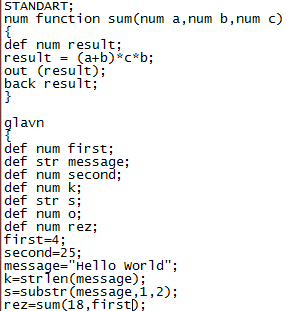 STANDART;
num function sum(num a,num b,num c)
{
def num result;
result = (a+b)*c*b;
out (result);
back result;
}
glavn
{
def num first;
def str message;
def num second;
def num k;
def str s;
def num o;
def num rez;
first=4;
second=25;
message="Hello World";
k=strlen(message);
s=substr(message,1,2);
rez=sum(18,first);